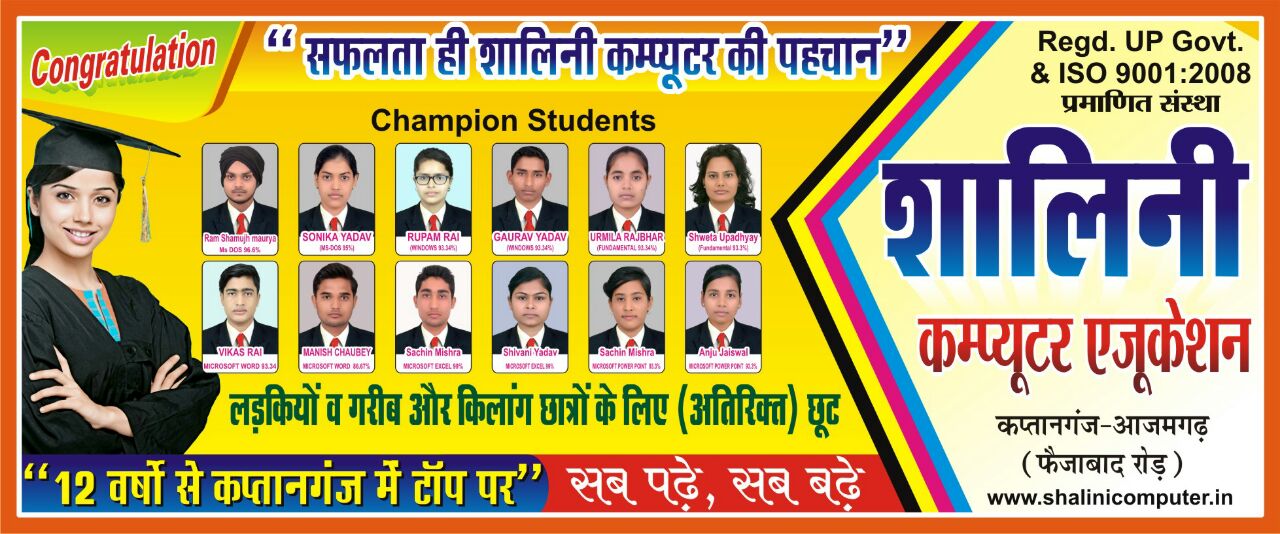 Congratulation
“ सफलता ही शालिनी कम्प्यूटर की पहचान”
Champion Students
Ram Shamujh maurya
Ms DOS 96.6%
SONIKA YADAV
(MS-DOS 95%)
RUPAM RAI
(WINDOWS 93.34%)
GAURAV YADAV
(WINDOWS 93.34%)
URMILA RAJBHAR
(FUNDAMENTAL 93.34%)
Shweta Upadhyay
(Fundamental 93.3%)
VIKAS RAI
MICROSOFT WORD 93.34
MANISH CHAUBEY
MICROSOFT WORD 86.67%
Sachin Mishra
MICROSOFT EXCEL 98%
Shivani Yadav
MICROSOFT EXCEL 98%
Sachin Mishra
MICROSOFT POWER POINT 93.3%
Anju Jaiswal
MICROSOFT POWER POINT 93.3%
लड़कियों व गरीब और किलांग छात्रों के लिए (अतिरिक्त) छूट
“12 वर्षो से कप्तानगंज में टॉप पर”
सब पढ़े, सब बढ़े
Regd. UP Govt.
& ISO 9001:2008
प्रमाणित संस्था
शालिनी
कम्प्यूटर एजूकेशन
कप्तानगंज-आजमगढ़
( फैजाबाद रोड़ )
www.shalinicomputer.in